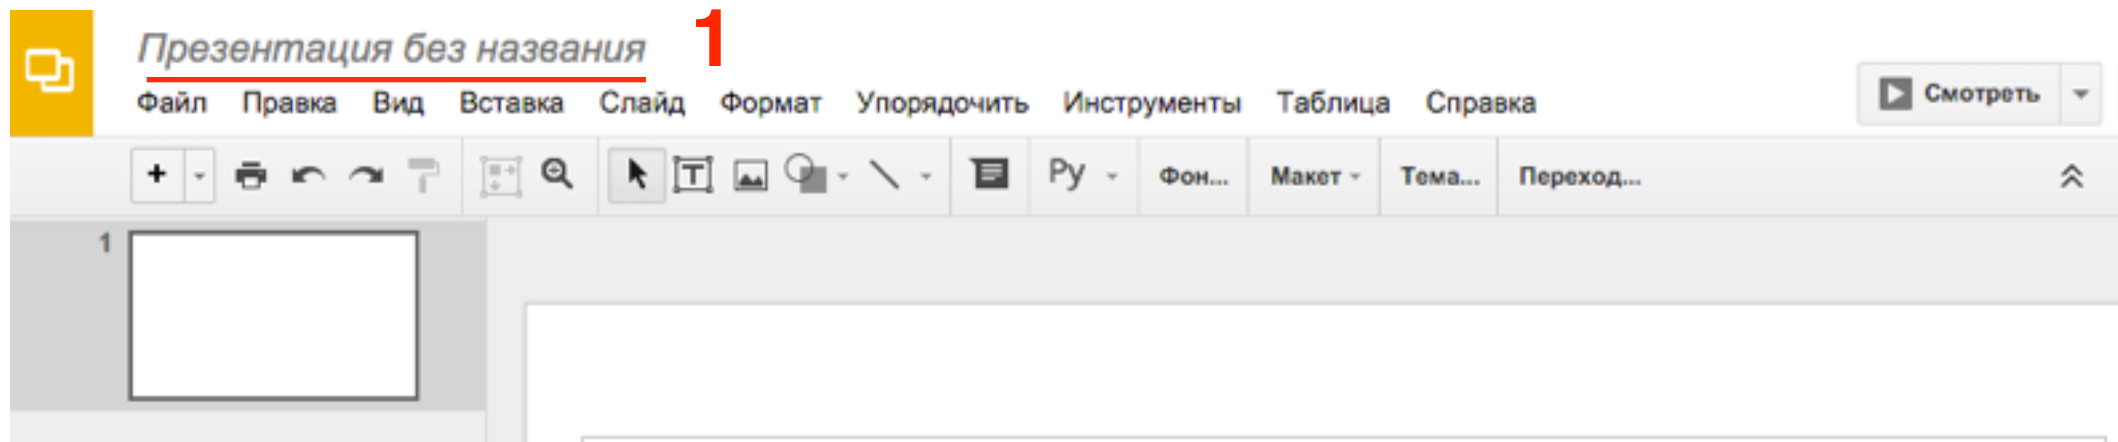 Презентация без названия 1
Файл Правка Вид Вставка Слайд Формат Упорядочить Инструменты Таблица Справка
Смотреть
Py Фон... Макет Тема... Переход...
1